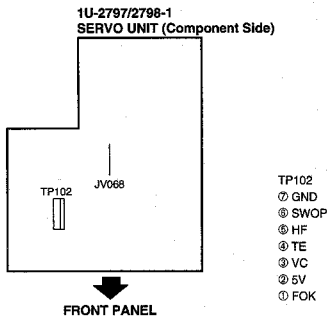 1U-2797/2798-1
SERVO UNIT (Component Side)
TP102
JV068
FRONT PANEL
TP102
⑦ GND
⑥ SWOP
⑤ HF
④ TE
③ VC
② 5V
① FOK